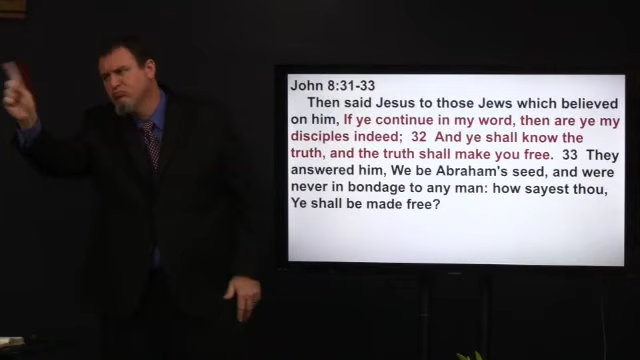 John 8:31-33
Then said Jesus to those Jews which believed
on him, If ye continue in my word, then are ye my
disciples indeed; 32 And ye shall know the
truth, and the truth shall make you free. 33 They
answered him, We be Abraham's seed, and were
never in bondage to any man: how sayest thou,
Ye shall be made free?